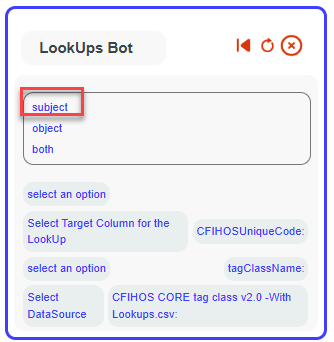 LookUps Bot
subject
object
both
select an option
Select Target Column for the
LookUp
CFIHOSUniqueCode:
select an option
tagClassName:
Select
DataSource
CFIHOS CORE tag class v2.0 -With
Lookups.csv: